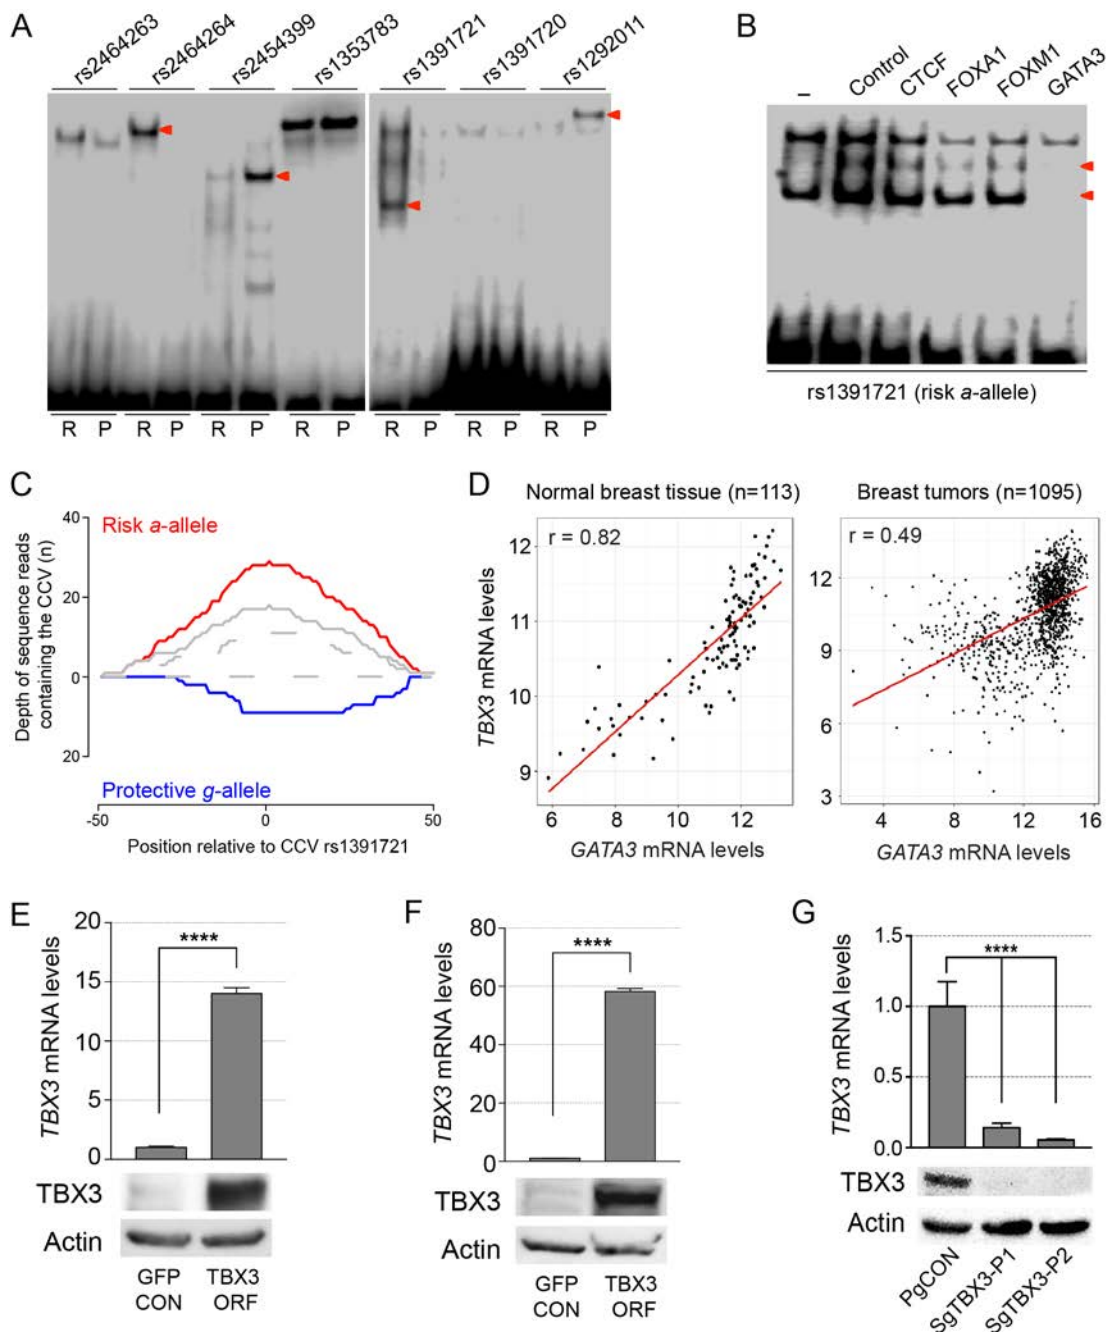 A
rs2464263
rs2464264
rs2454399
rs1353783
rs1391721
rs1391720
rs1292011
R P R P R P R P R P R P R P
B
–
Control
CTCF
FOXA1
FOXM1
GATA3
rs1391721 (risk a-allele)
C
Depth of sequence reads
containing the CCV (n)
40
20
0
20
Risk a-allele
Protective g-allele
-50 0 50
Position relative to CCV rs1391721
D
Normal breast tissue (n=113)
r = 0.82
TBX3 mRNA levels
12
11
10
9
6 8 10 12
GATA3 mRNA levels
Breast tumors (n=1095)
r = 0.49
12
9
6
3
4 8 12 16
GATA3 mRNA levels
E
TBX3 mRNA levels
20
15
10
5
0
****
TBX3
Actin
GFP
CON
TBX3
ORF
F
TBX3 mRNA levels
80
60
40
20
0
****
TBX3
Actin
GFP
CON
TBX3
ORF
G
TBX3 mRNA levels
1.5
1.0
0.5
0.0
****
TBX3
Actin
PgCON
SgTBX3-P1
SgTBX3-P2